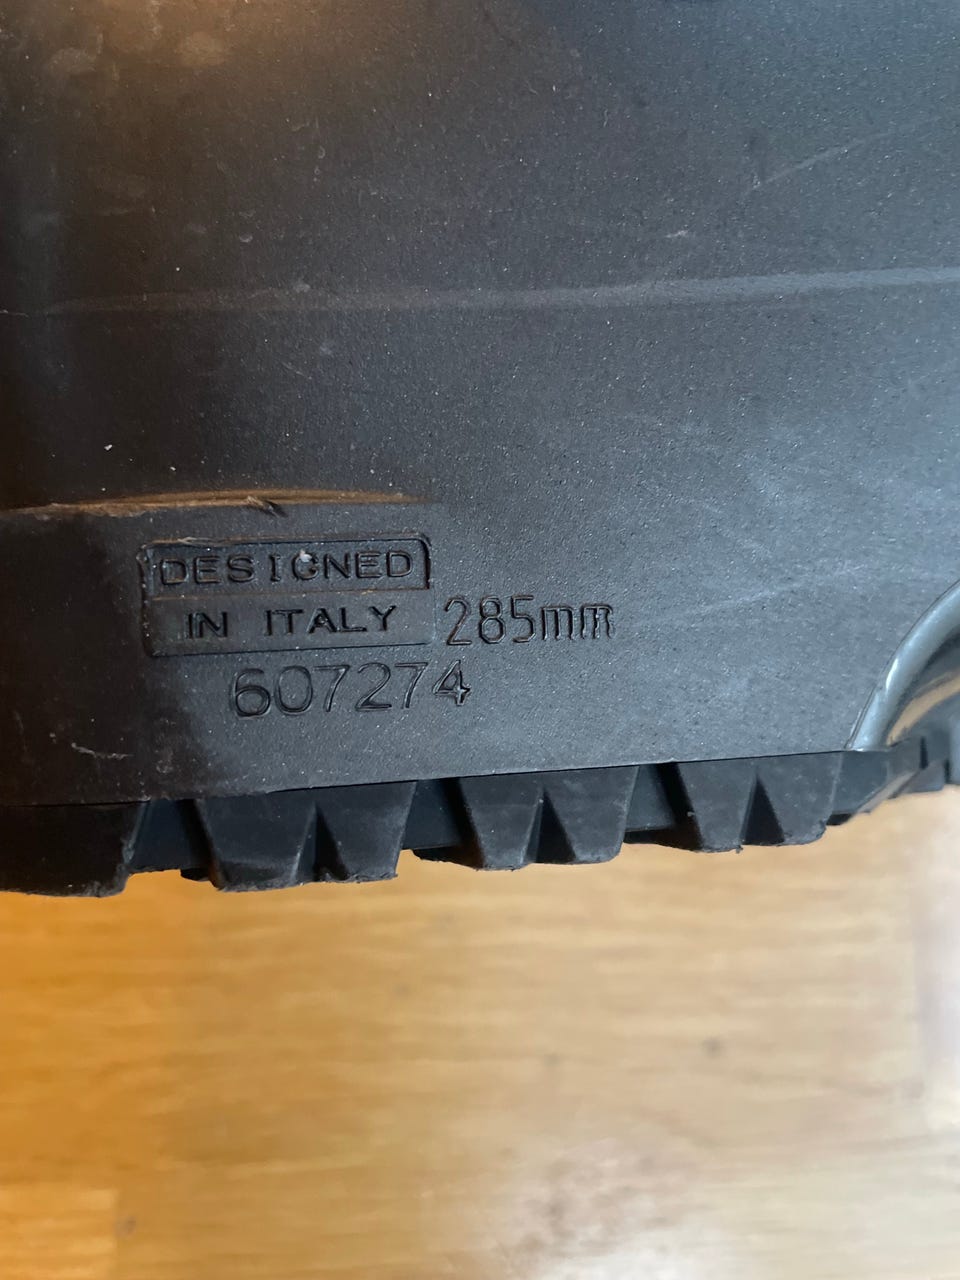 DESIGNED
IN ITALY 285mm
607274